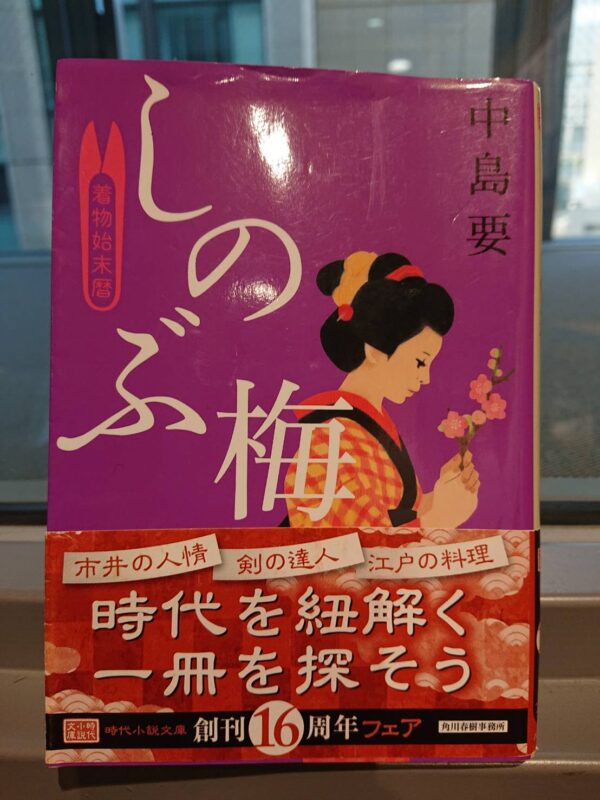 中島要
しのぶ梅
着物始末暦
市井の人情 剣の達人 江戸の料理
時代を紐解く
一冊を探そう
時代小説文庫 時代小説文庫 創刊16周年フェア 角川春樹事務所